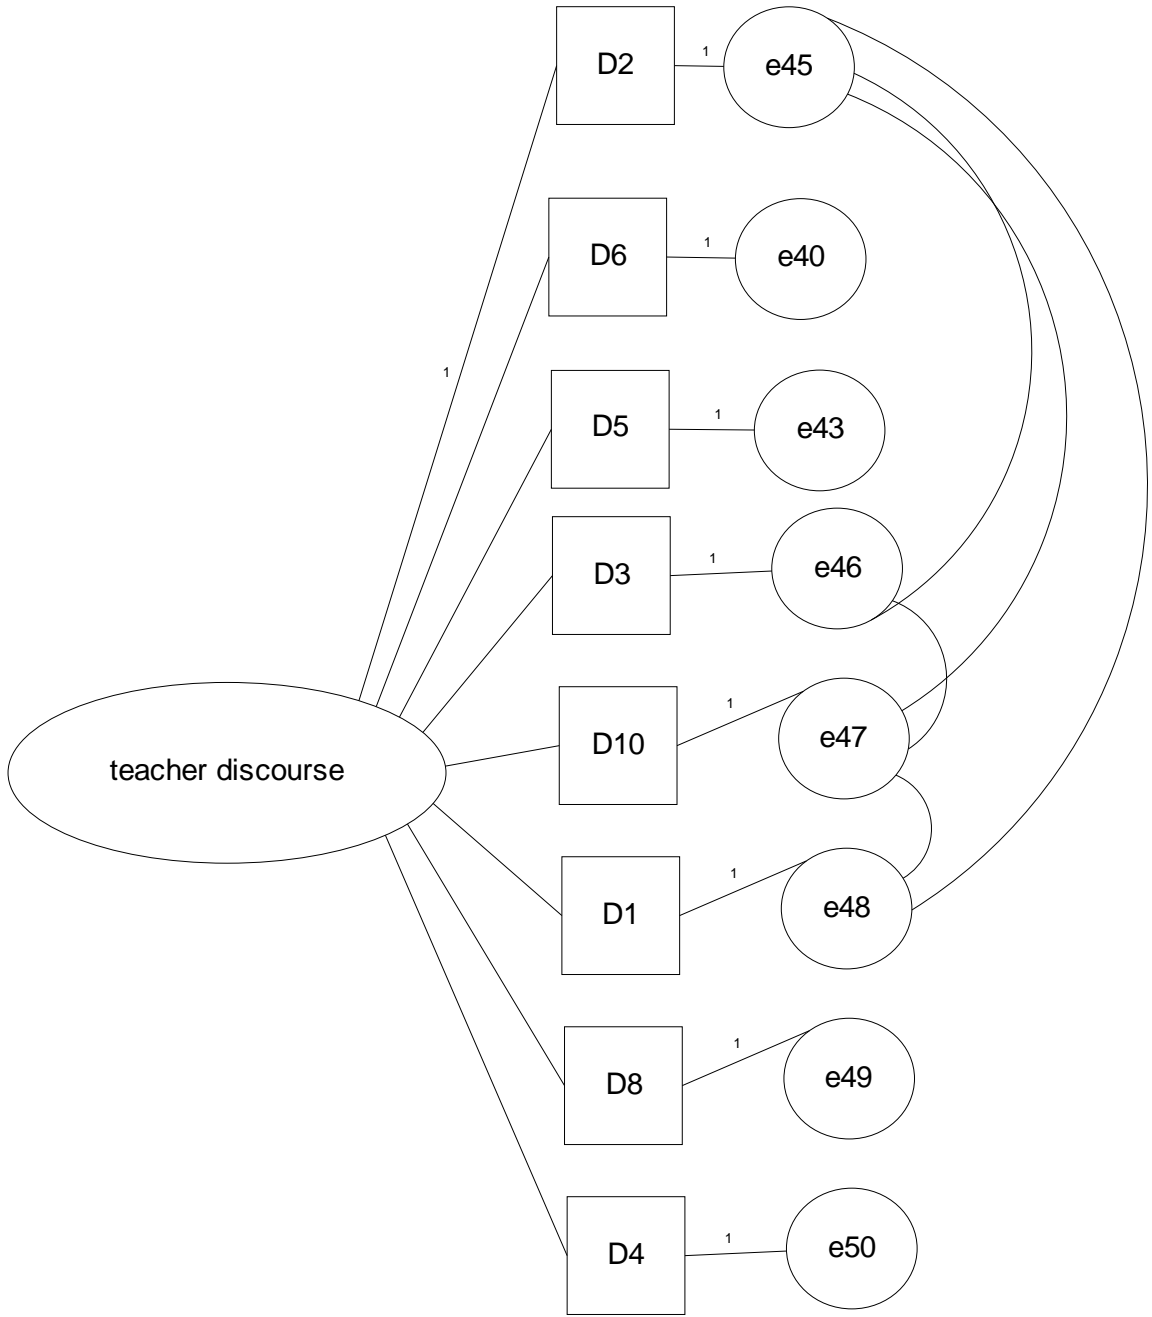 D2 1 e45
D6 1 e40
1
D5 1 e43
D3 1 e46
D10 1 e47
teacher discourse
D1 1 e48
D8 1 e49
D4 1 e50